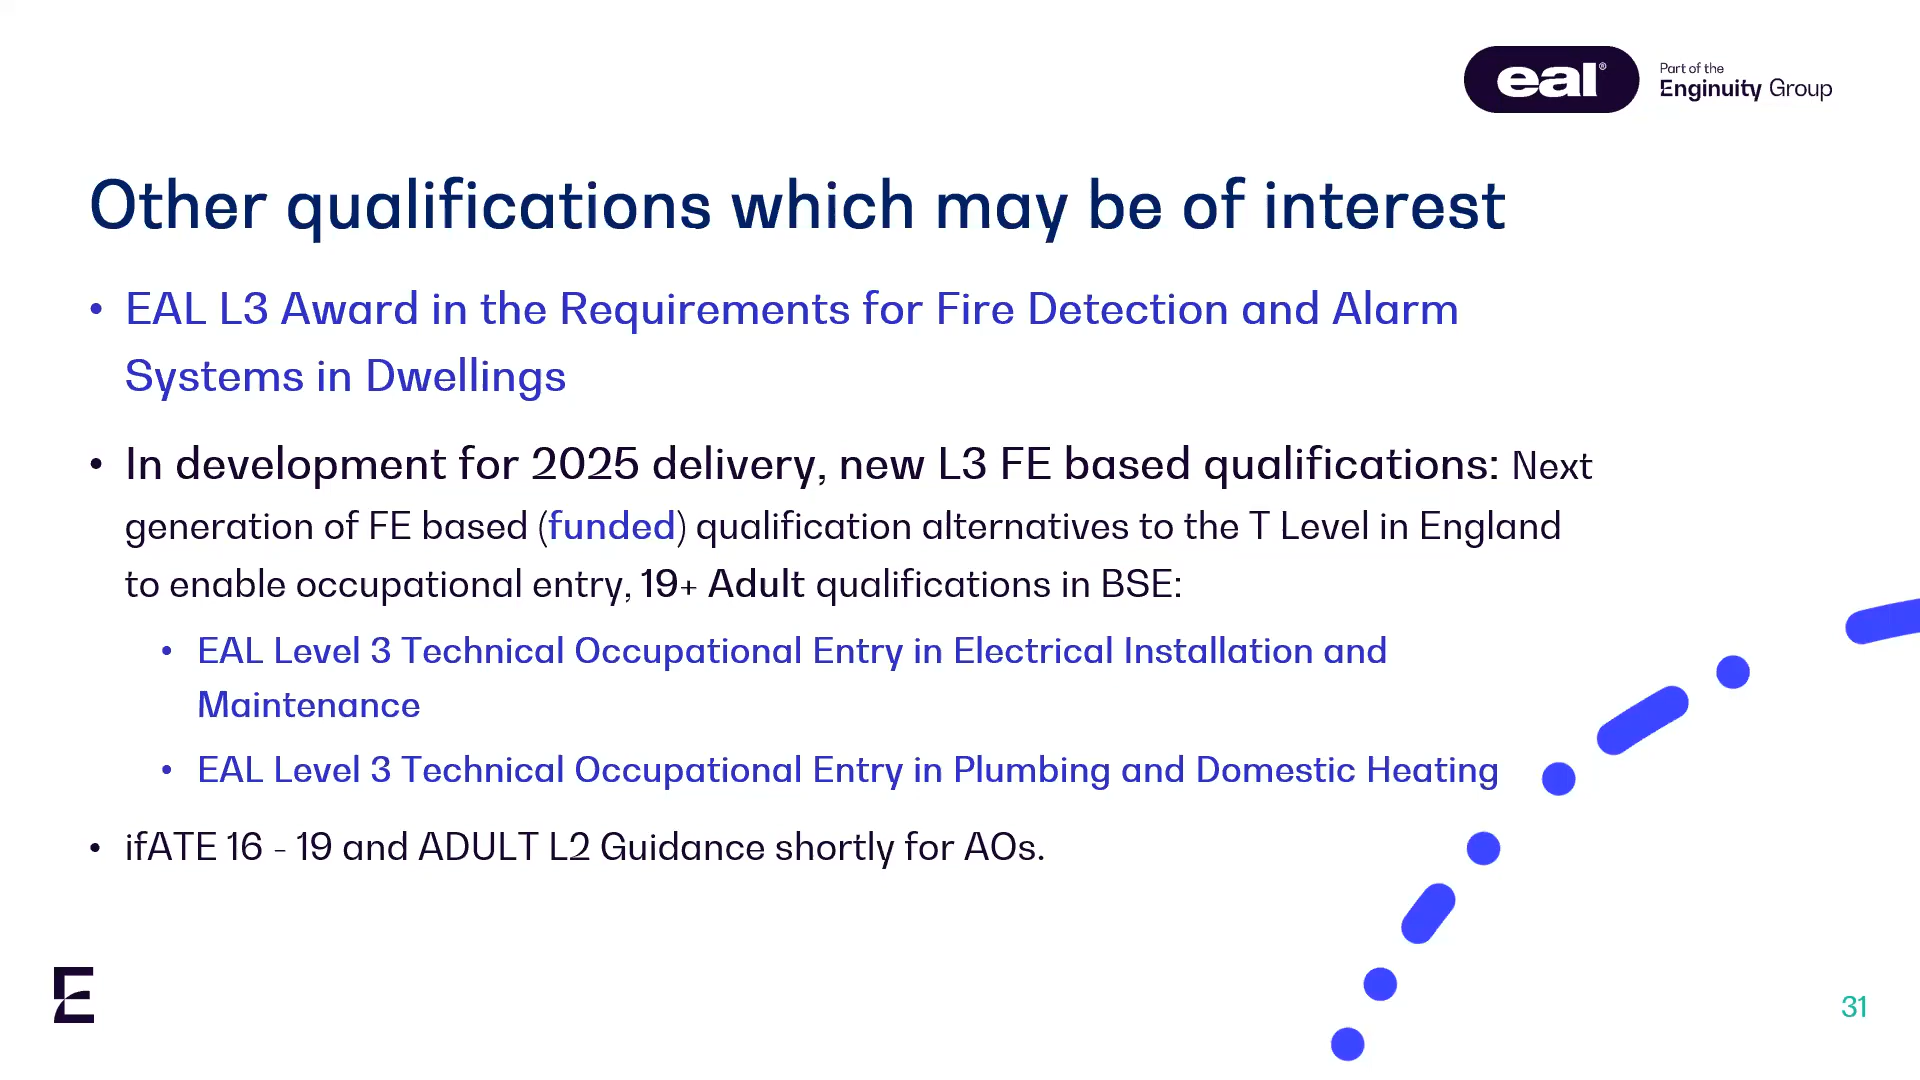 eal®
Part of the
Enginuity Group
Other qualifications which may be of interest
• EAL L3 Award in the Requirements for Fire Detection and Alarm
Systems in Dwellings
• In development for 2025 delivery, new L3 FE based qualifications: Next
generation of FE based (funded) qualification alternatives to the T Level in England
to enable occupational entry, 19+ Adult qualifications in BSE:
• EAL Level 3 Technical Occupational Entry in Electrical Installation and
Maintenance
• EAL Level 3 Technical Occupational Entry in Plumbing and Domestic Heating
• ifATE 16 - 19 and ADULT L2 Guidance shortly for AOs.
E
31